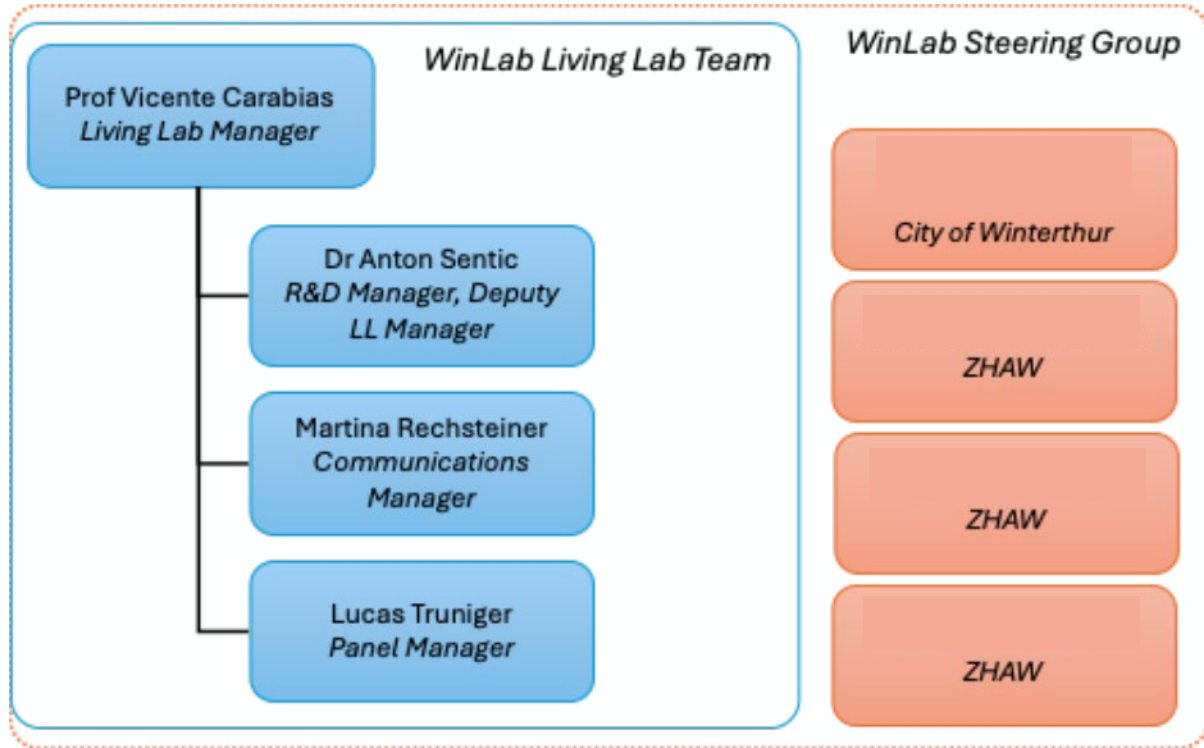 WinLab Living Lab Team
WinLab Steering Group
Prof Vicente Carabias
Living Lab Manager
Dr Anton Sentic
R&D Manager, Deputy
LL Manager
Martina Rechsteiner
Communications
Manager
Lucas Truniger
Panel Manager
City of Winterthur
ZHAW
ZHAW
ZHAW